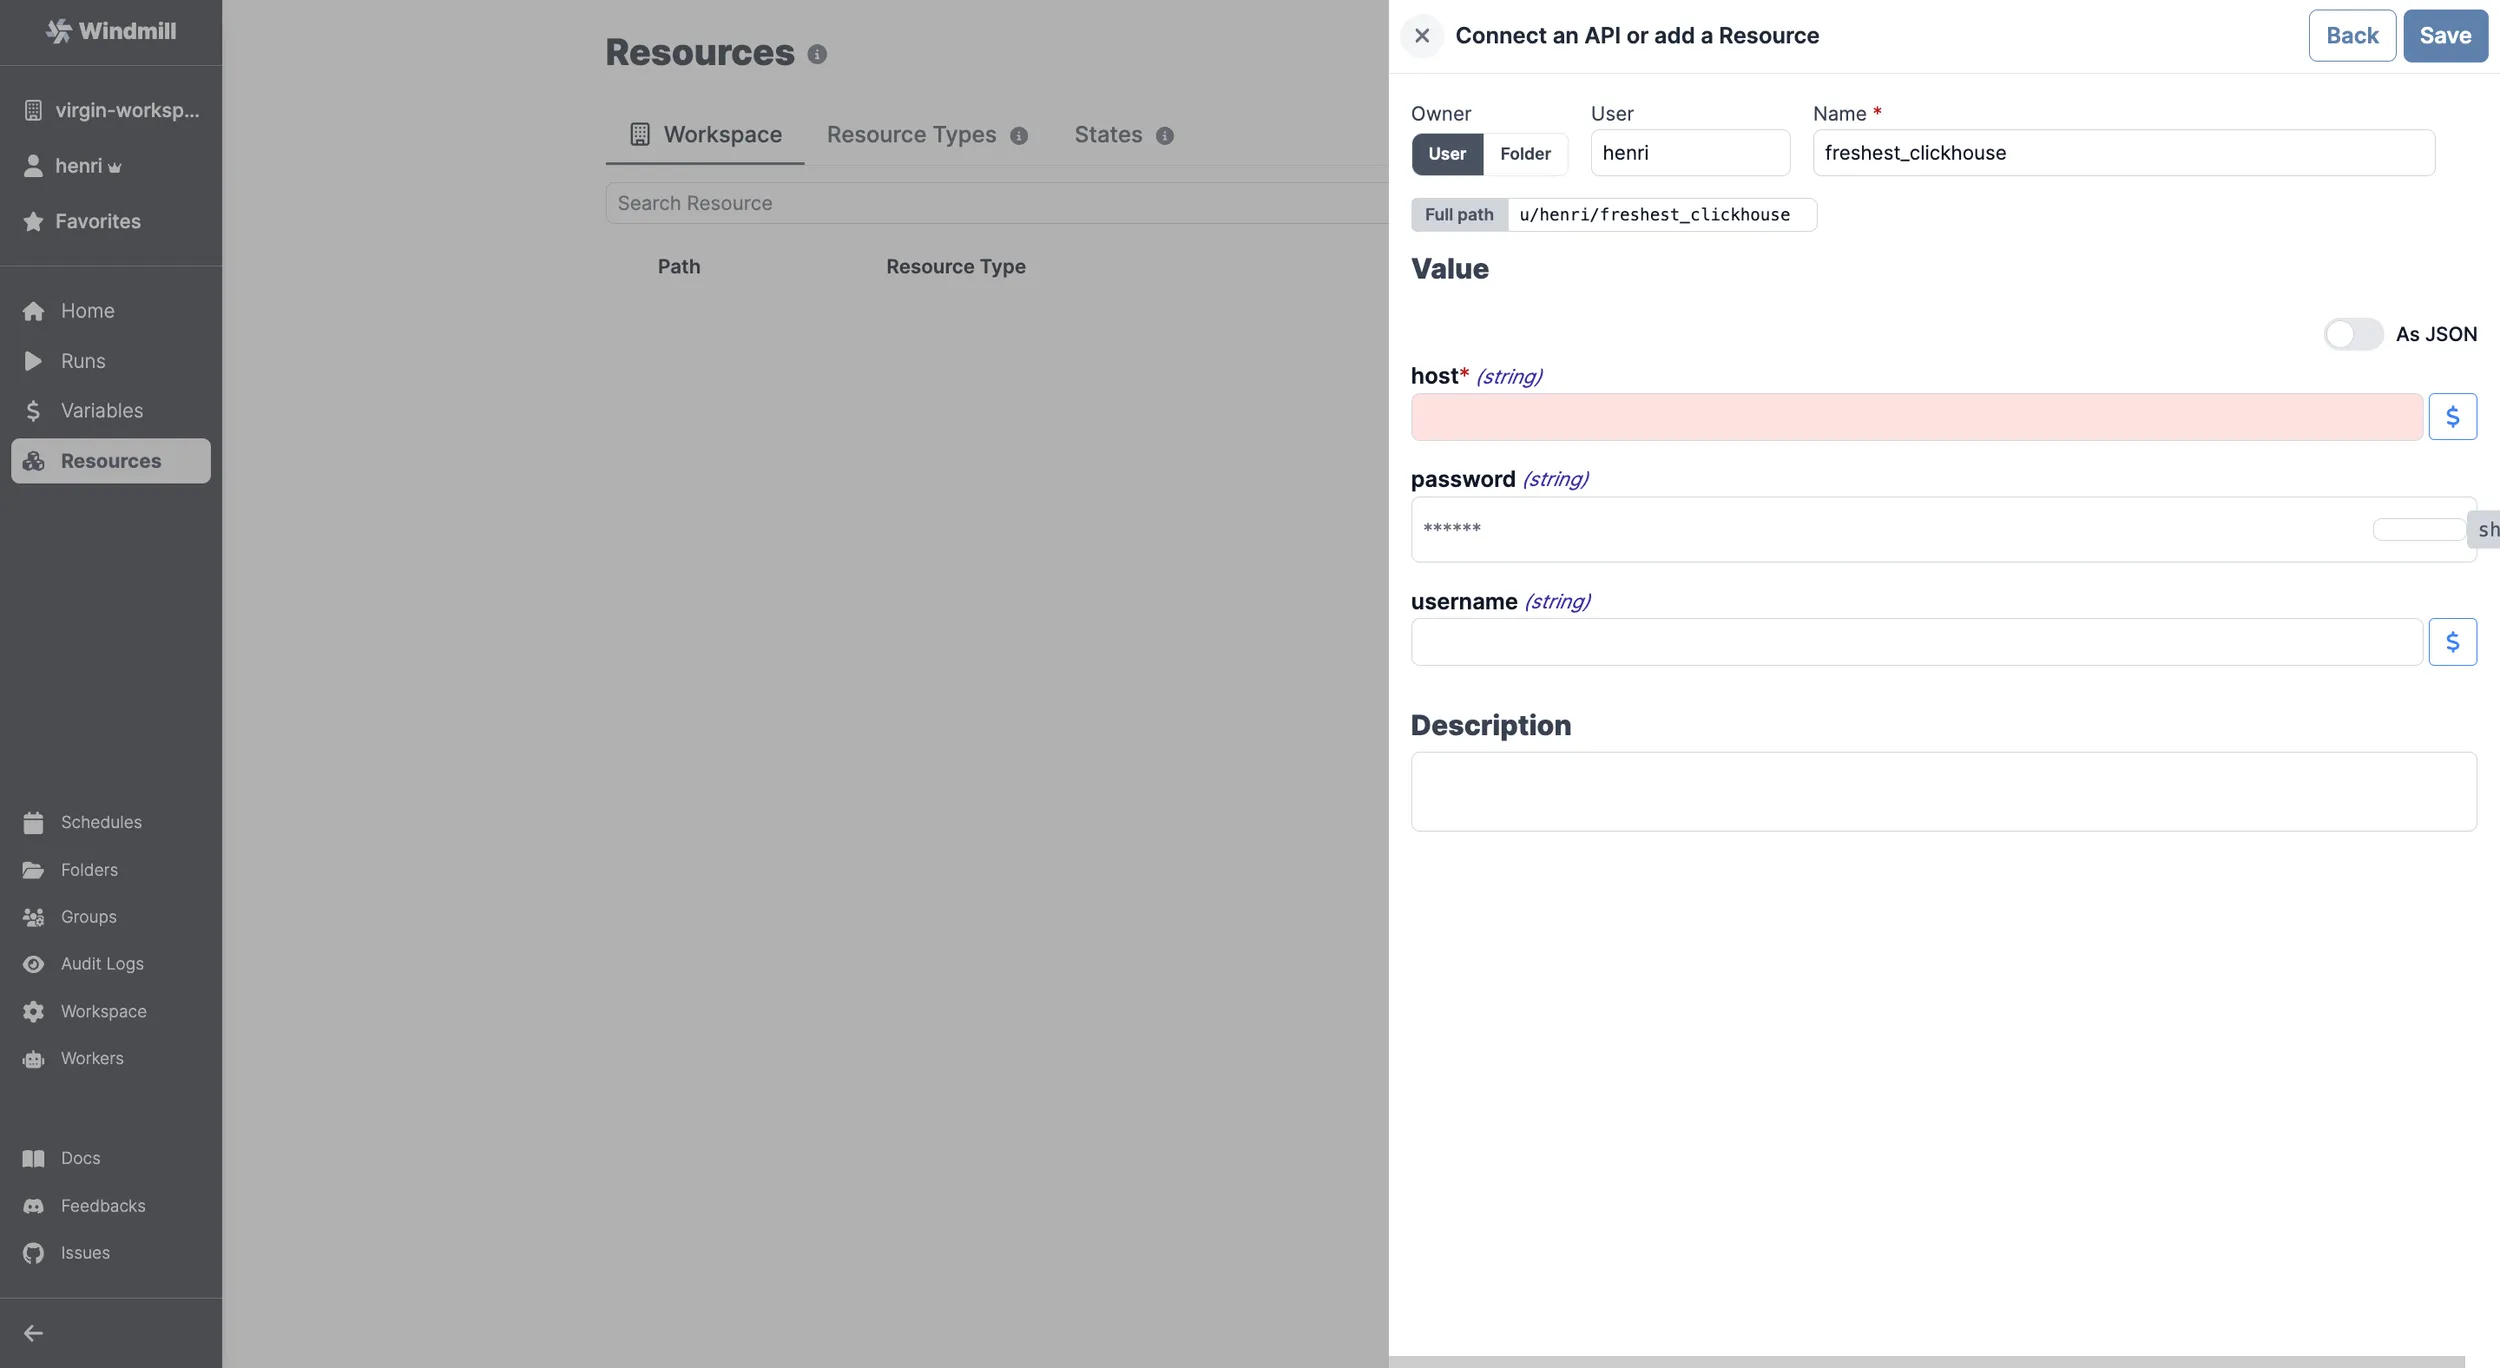 Windmill
virgin-worksp...
henri
Favorites
Home
Runs
Variables
Resources
Schedules
Folders
Groups
Audit Logs
Workspace
Workers
Docs
Feedbacks
Issues
Resources
Workspace
Resource Types
States
Search Resource
Path Resource Type
Connect an API or add a Resource
Back
Save
Owner User Name *
User Folder henri freshest_clickhouse
Full path u/henri/freshest_clickhouse
Value
As JSON
host* (string)
$
password (string)
****** sh
username (string)
$
Description